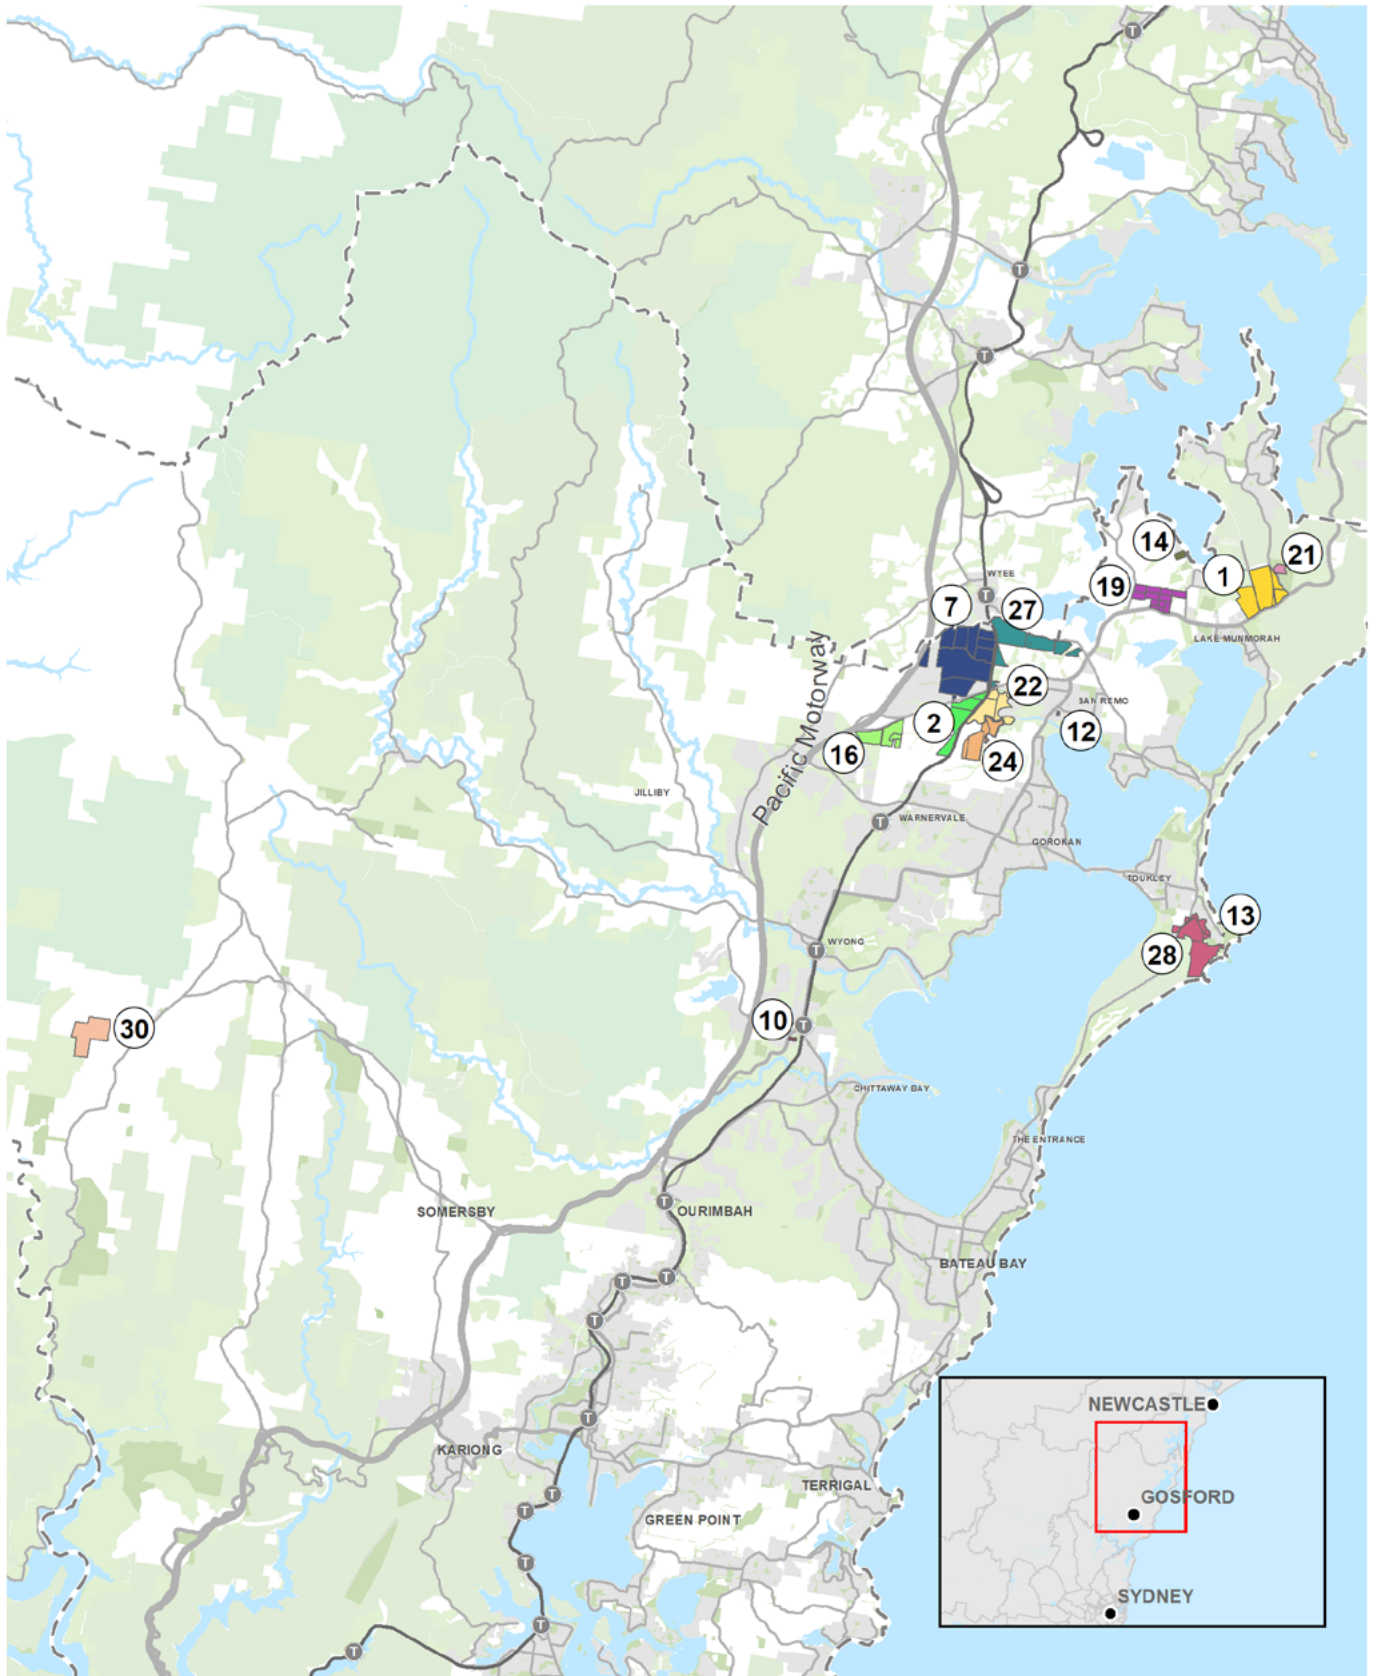 T
T
T
T
14
21
1
19
WYEE
T
7
27
LAKE MUNMORAH
Pacific Motorway
22
SAN REMO
2
12
16
24
JILLIBY
T
WARNERVALE
GOROKAN
TOUKLEY
13
WYONG
T
28
10
T
30
CHITTAWAY BAY
THE ENTRANCE
T
SOMERSBY
OURIMBAH
BATEAU BAY
T
T
T
NEWCASTLE
T
KARIONG
TERRIGAL
T
GOSFORD
T
GREEN POINT
T
SYDNEY
T
T